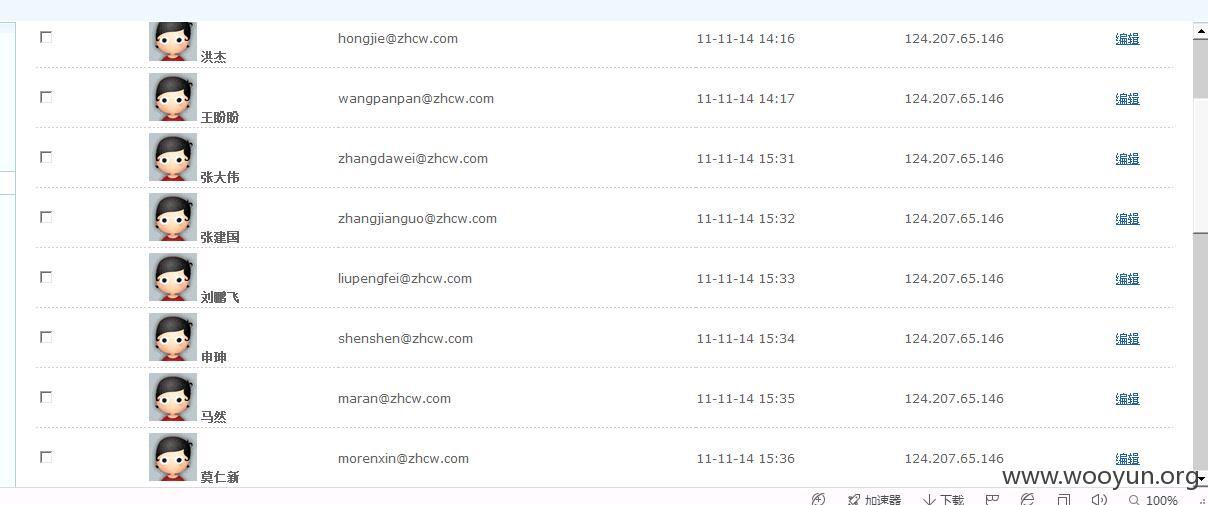 hongjie@zhcw.com 11-11-14 14:16 124.207.65.146 编辑
洪杰
wangpanpan@zhcw.com 11-11-14 14:17 124.207.65.146 编辑
王盼盼
zhangdawei@zhcw.com 11-11-14 15:31 124.207.65.146 编辑
张大伟
zhangjianguo@zhcw.com 11-11-14 15:32 124.207.65.146 编辑
张建国
liupengfei@zhcw.com 11-11-14 15:33 124.207.65.146 编辑
刘鹏飞
shenshen@zhcw.com 11-11-14 15:34 124.207.65.146 编辑
申珅
maran@zhcw.com 11-11-14 15:35 124.207.65.146 编辑
马然
morenxin@zhcw.com 11-11-14 15:36 124.207.65.146 编辑
莫仁新
www.wooyun.org
加速器 下载 100%